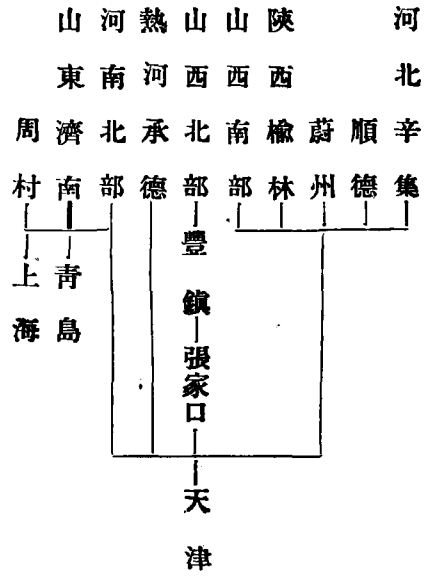 河北辛集
順德
蔚州
陝西楡林
山西南部
山西北部
豐鎮
張家口
天津
熱河承德
河南北部
山東濟南
青島
周村
上海